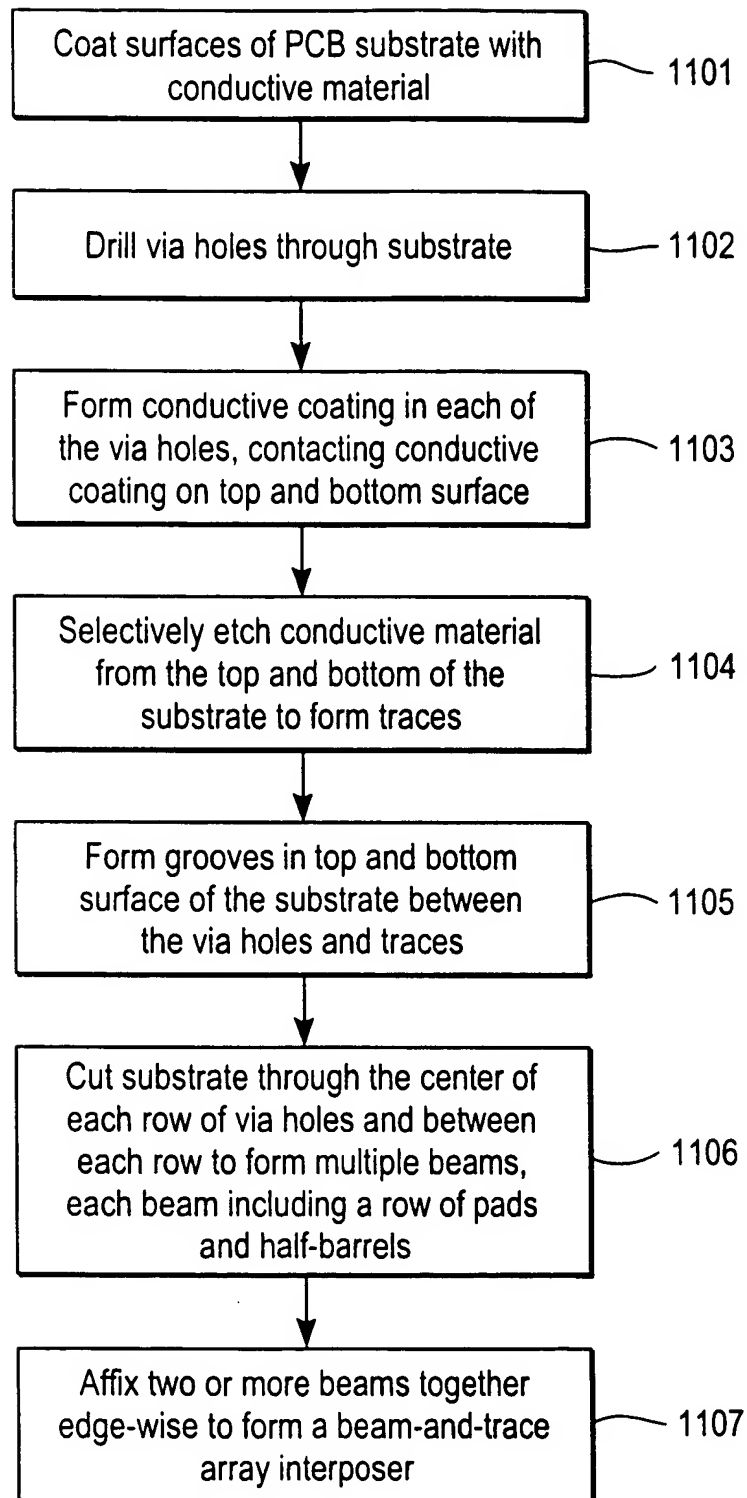 Coat surfaces of PCB substrate with
conductive material
1101
Drill via holes through substrate
1102
Form conductive coating in each of
the via holes, contacting conductive
coating on top and bottom surface
1103
Selectively etch conductive material
from the top and bottom of the
substrate to form traces
1104
Form grooves in top and bottom
surface of the substrate between
the via holes and traces
1105
Cut substrate through the center of
each row of via holes and between
each row to form multiple beams,
each beam including a row of pads
and half-barrels
1106
Affix two or more beams together
edge-wise to form a beam-and-trace
array interposer
1107